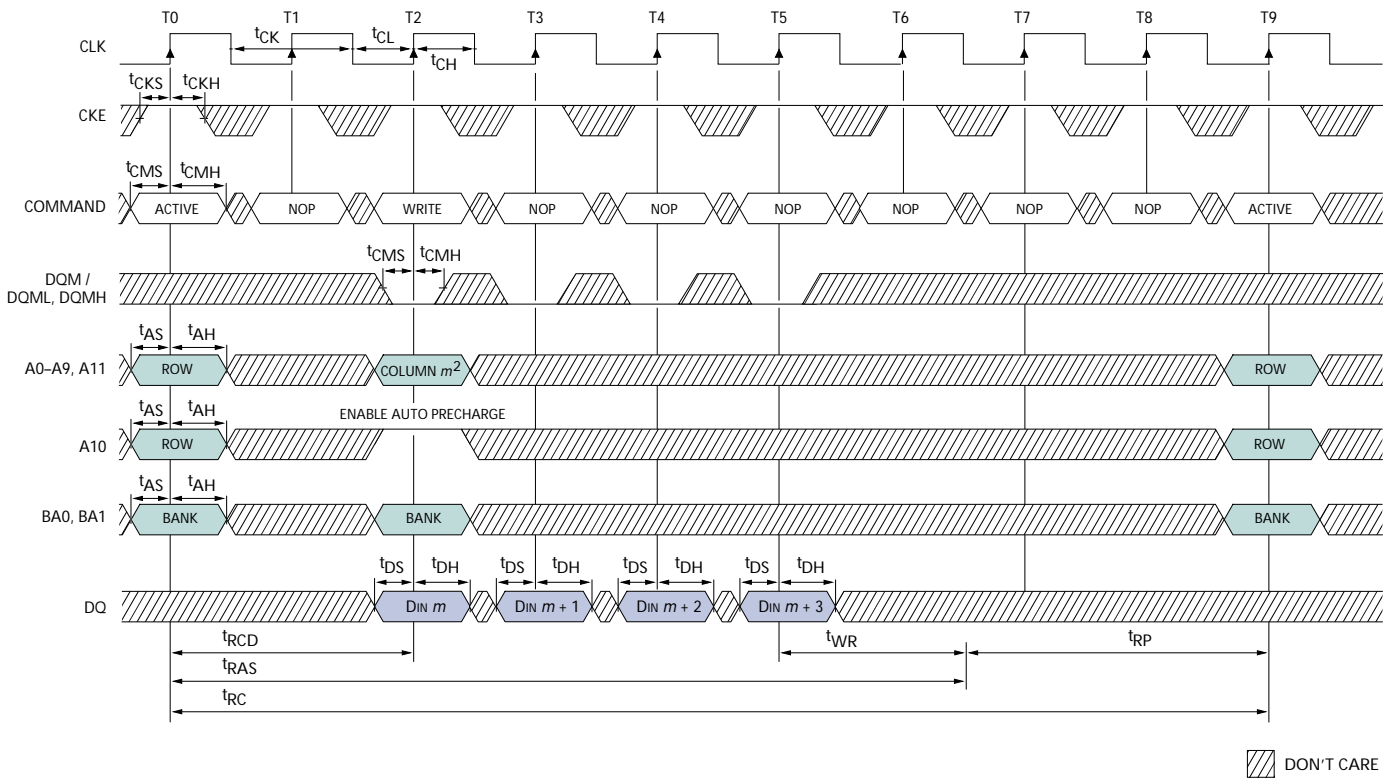 T0 T1 T2 T3 T4 T5 T6 T7 T8 T9
CLK tCK tCL tCH
tCKS tCKH
CKE
tCMS tCMH
COMMAND ACTIVE NOP WRITE NOP NOP NOP NOP NOP NOP ACTIVE
tCMS tCMH
DQM /
DQML, DQMH
tAS tAH
A0–A9, A11 ROW COLUMN m² ROW
ENABLE AUTO PRECHARGE
tAS tAH
A10 ROW ROW
tAS tAH
BA0, BA1 BANK BANK BANK
tDS tDH tDS tDH tDS tDH tDS tDH
DQ DIN m DIN m + 1 DIN m + 2 DIN m + 3
tRCD tWR tRP
tRAS
tRC
DON'T CARE